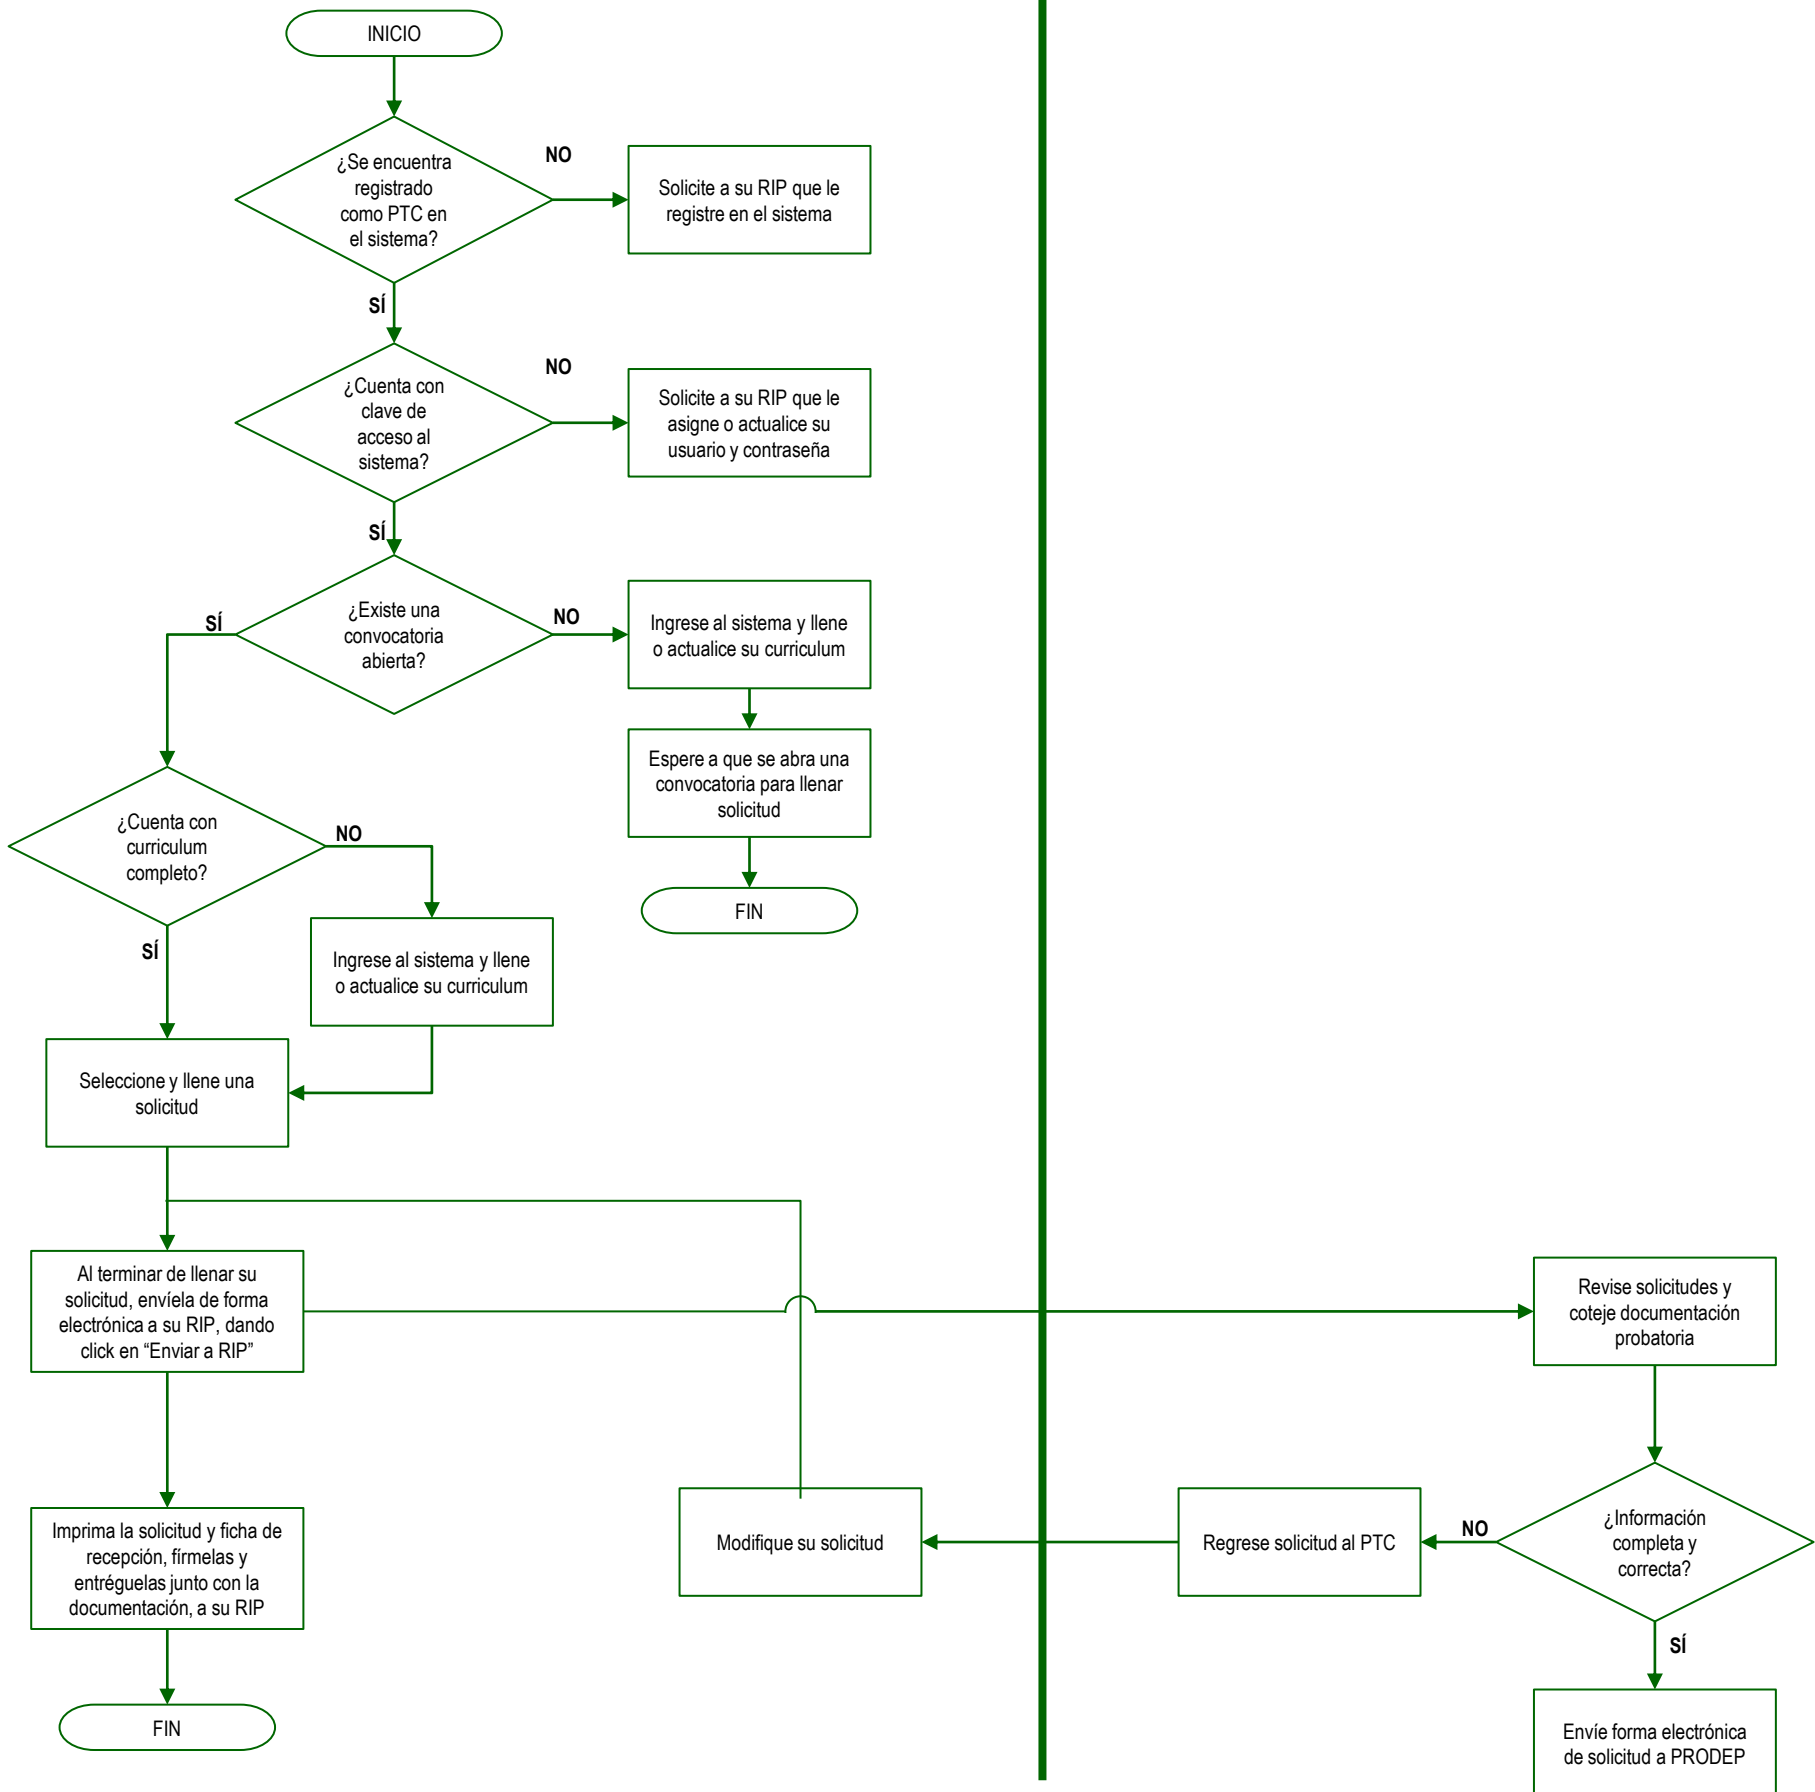 INICIO
¿Se encuentra
registrado
como PTC en
el sistema?
NO
Solicite a su RIP que le
registre en el sistema
SÍ
¿Cuenta con
clave de
acceso al
sistema?
NO
Solicite a su RIP que le
asigne o actualice su
usuario y contraseña
SÍ
¿Existe una
convocatoria
abierta?
SÍ
NO
Ingrese al sistema y llene
o actualice su curriculum
Espere a que se abra una
convocatoria para llenar
solicitud
FIN
¿Cuenta con
curriculum
completo?
NO
Ingrese al sistema y llene
o actualice su curriculum
SÍ
Seleccione y llene una
solicitud
Al terminar de llenar su
solicitud, envíela de forma
electrónica a su RIP, dando
click en “Enviar a RIP”
Revise solicitudes y
coteje documentación
probatoria
¿Información
completa y
correcta?
NO
Regrese solicitud al PTC
Modifique su solicitud
Imprima la solicitud y ficha de
recepción, fírmelas y
entréguelas junto con la
documentación, a su RIP
FIN
SÍ
Envíe forma electrónica
de solicitud a PRODEP